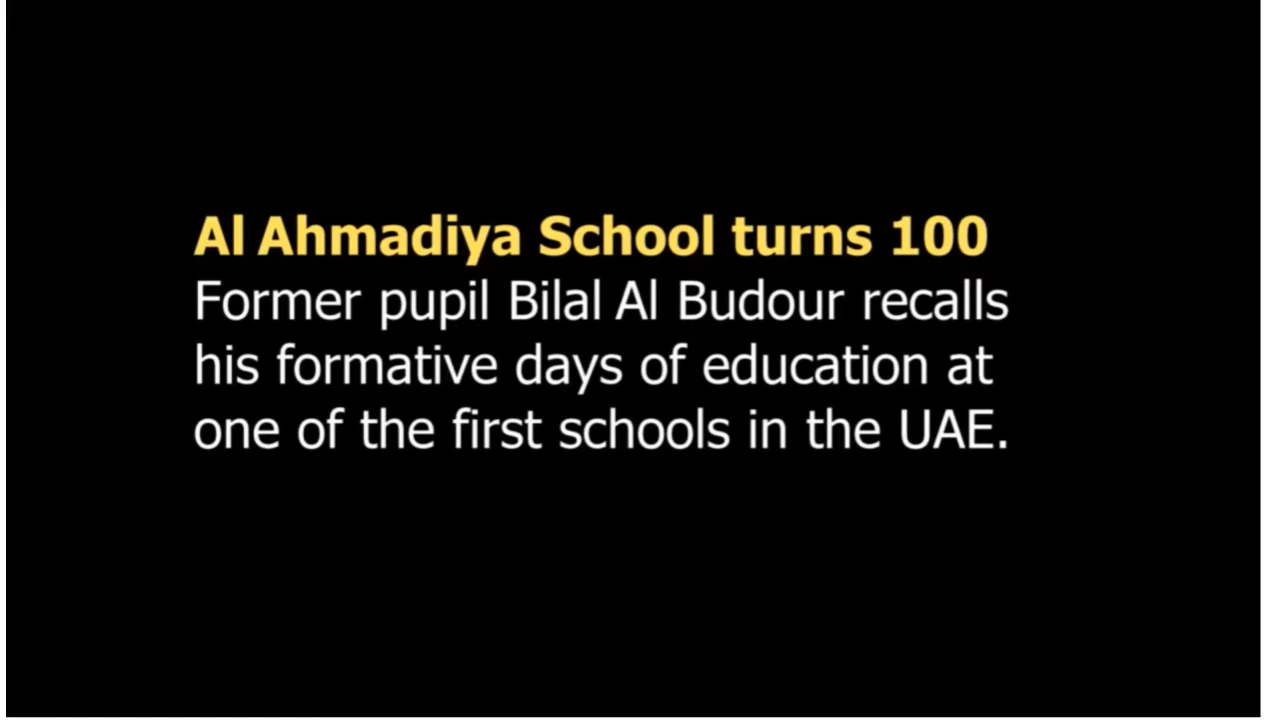 Al Ahmadiya School turns 100
Former pupil Bilal Al Budour recalls
his formative days of education at
one of the first schools in the UAE.